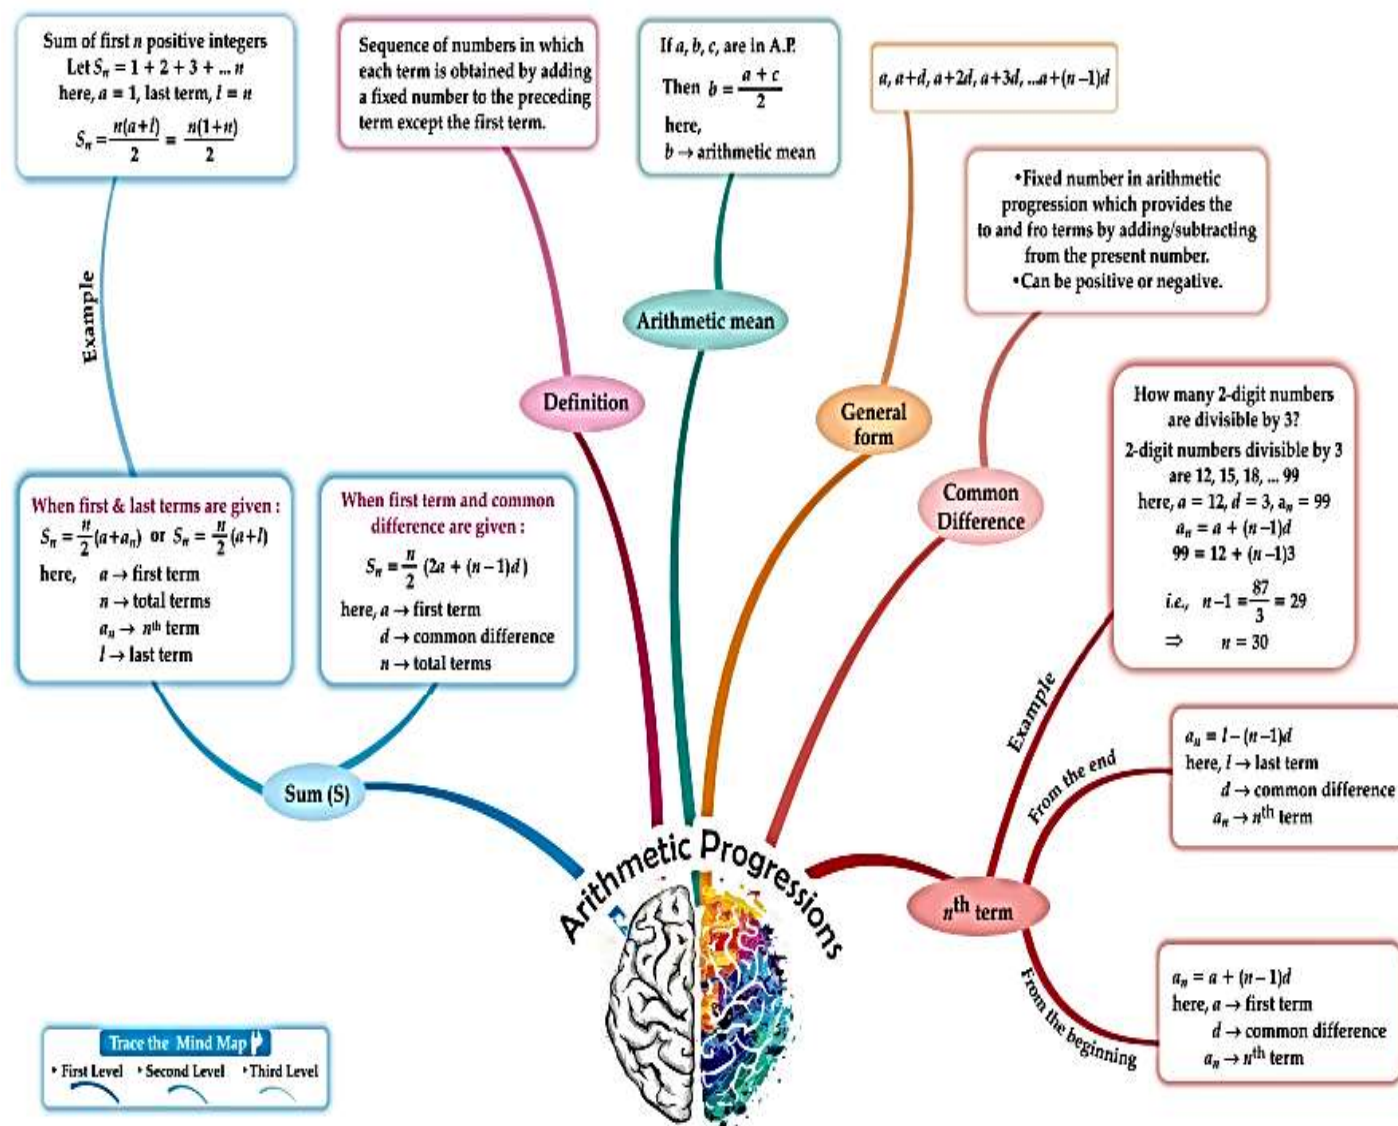 Sum of first n positive integers
Let Sₙ = 1 + 2 + 3 + ... n
here, a = 1, last term, l = n
Sₙ = n(a+l)/2 = n(1+n)/2
Example
When first & last terms are given :
Sₙ = n/2 (a+aₙ) or Sₙ = n/2 (a+l)
here, a → first term
n → total terms
aₙ → nᵗʰ term
l → last term
When first term and common
difference are given :
Sₙ = n/2 (2a + (n−1)d)
here, a → first term
d → common difference
n → total terms
Sum (S)
Sequence of numbers in which
each term is obtained by adding
a fixed number to the preceding
term except the first term.
Definition
If a, b, c, are in A.P.
Then b = (a + c)/2
here,
b → arithmetic mean
Arithmetic mean
a, a+d, a+2d, a+3d, ...a+(n−1)d
General
form
•Fixed number in arithmetic
progression which provides the
to and fro terms by adding/subtracting
from the present number.
•Can be positive or negative.
Common
Difference
How many 2-digit numbers
are divisible by 3?
2-digit numbers divisible by 3
are 12, 15, 18, ... 99
here, a = 12, d = 3, aₙ = 99
aₙ = a + (n−1)d
99 = 12 + (n−1)3
i.e., n−1 = 87/3 = 29
⇒ n = 30
Example
From the end
aₙ = l−(n−1)d
here, l → last term
d → common difference
aₙ → nᵗʰ term
nᵗʰ term
From the beginning
aₙ = a + (n−1)d
here, a → first term
d → common difference
aₙ → nᵗʰ term
Arithmetic Progressions
Trace the Mind Map
‣ First Level ‣ Second Level ‣ Third Level